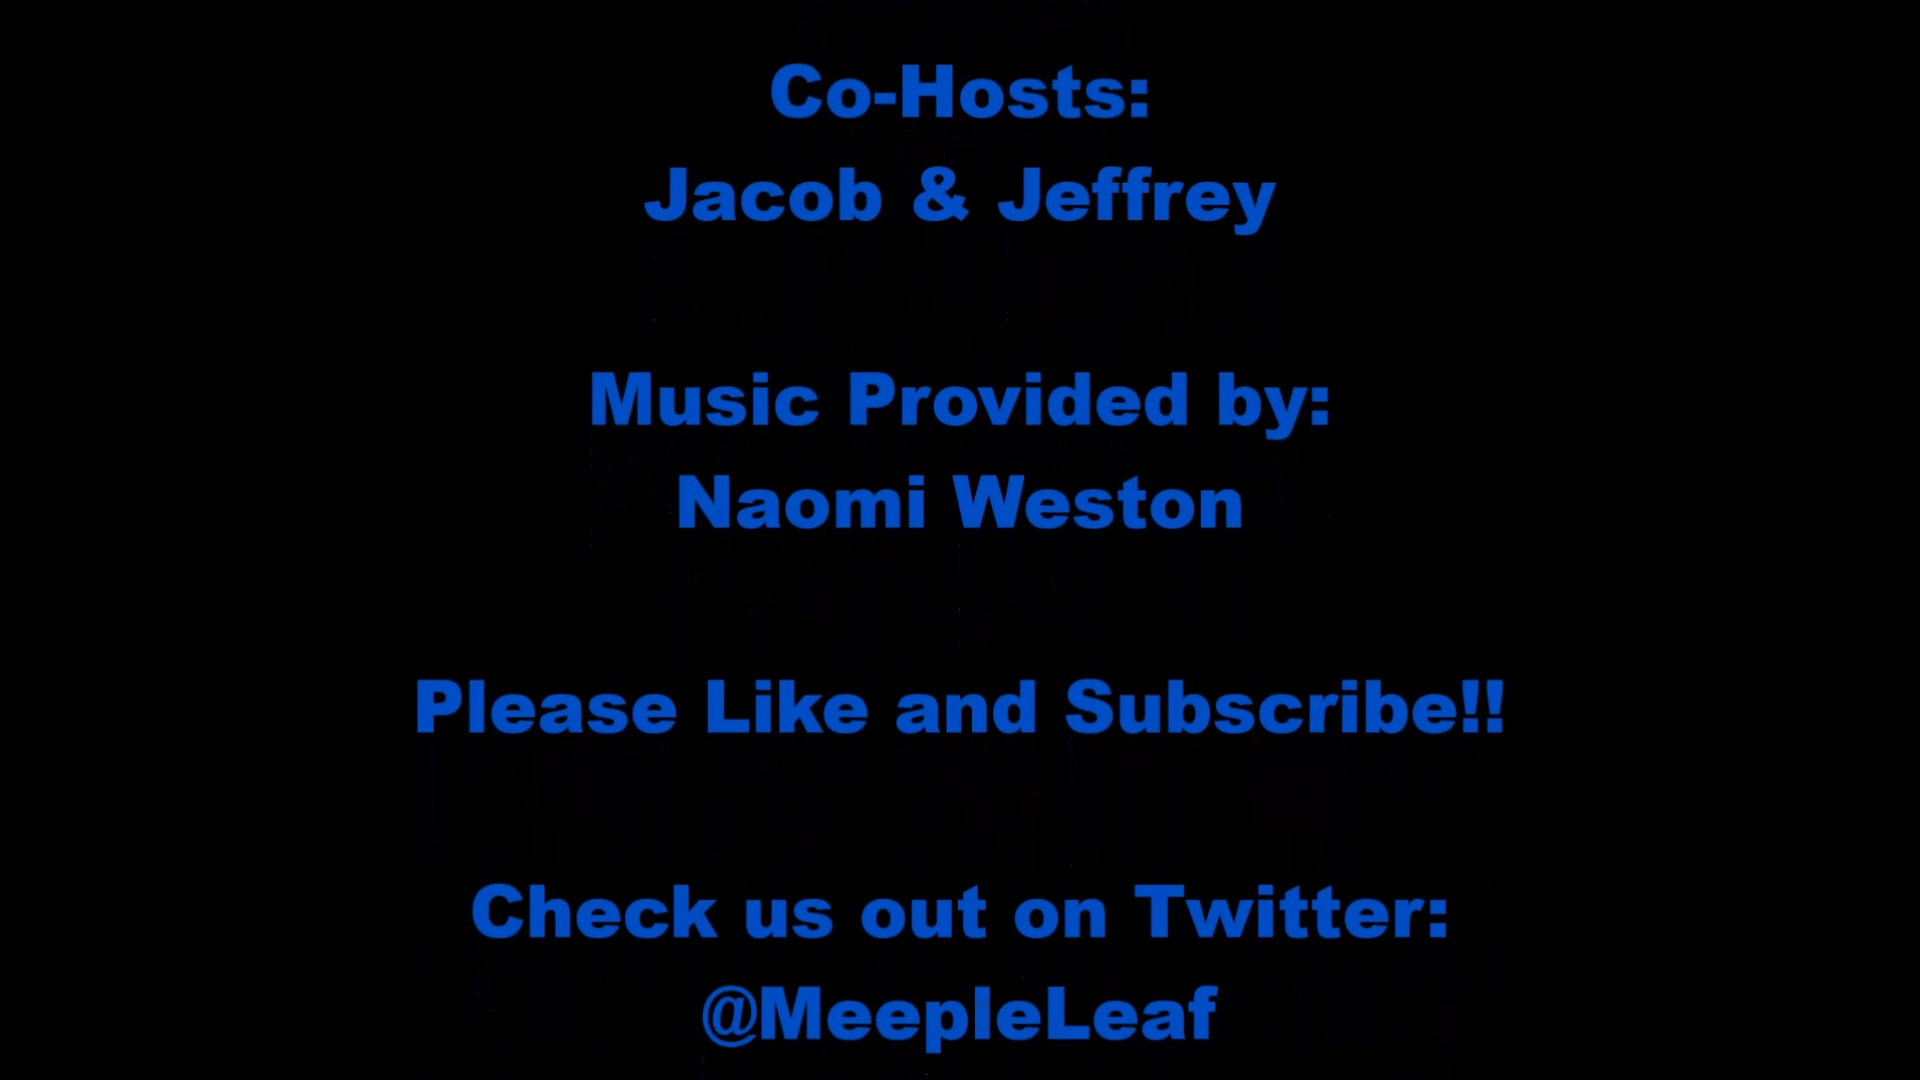 Co-Hosts:
Jacob & Jeffrey
Music Provided by:
Naomi Weston
Please Like and Subscribe!!
Check us out on Twitter:
@MeepleLeaf